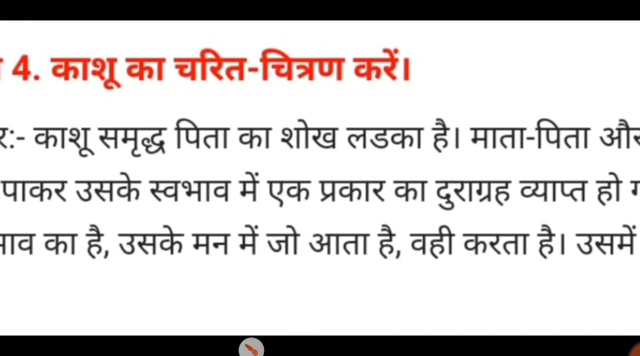 4. काशू का चरित-चित्रण करें।
:- काशू समृद्ध पिता का शोख लडका है। माता-पिता
पाकर उसके स्वभाव में एक प्रकार का दुराग्रह व्याप्त हो
का है, उसके मन में जो आता है, वही करता है। उसमें